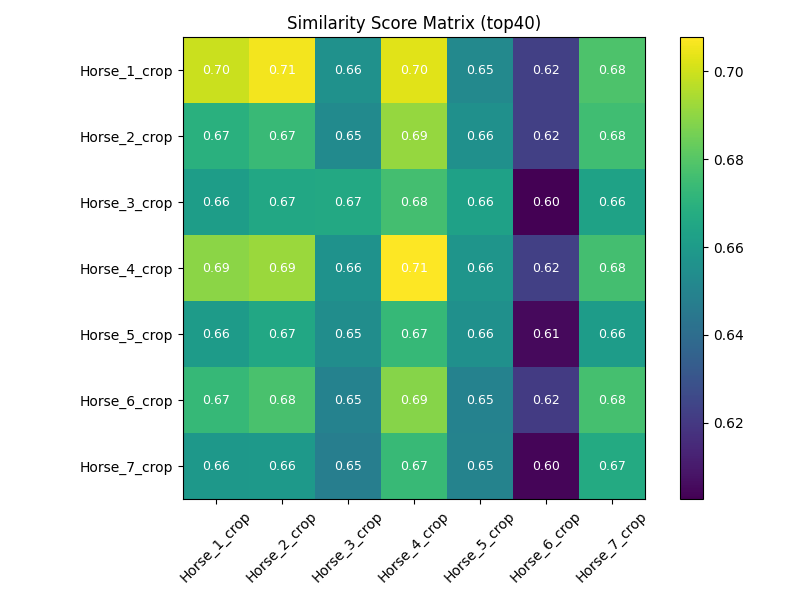 Similarity Score Matrix (top40)
Horse_1_crop 0.70 0.71 0.66 0.70 0.65 0.62 0.68
Horse_2_crop 0.67 0.67 0.65 0.69 0.66 0.62 0.68
Horse_3_crop 0.66 0.67 0.67 0.68 0.66 0.60 0.66
Horse_4_crop 0.69 0.69 0.66 0.71 0.66 0.62 0.68
Horse_5_crop 0.66 0.67 0.65 0.67 0.66 0.61 0.66
Horse_6_crop 0.67 0.68 0.65 0.69 0.65 0.62 0.68
Horse_7_crop 0.66 0.66 0.65 0.67 0.65 0.60 0.67
Horse_1_crop Horse_2_crop Horse_3_crop Horse_4_crop Horse_5_crop Horse_6_crop Horse_7_crop
0.70
0.68
0.66
0.64
0.62